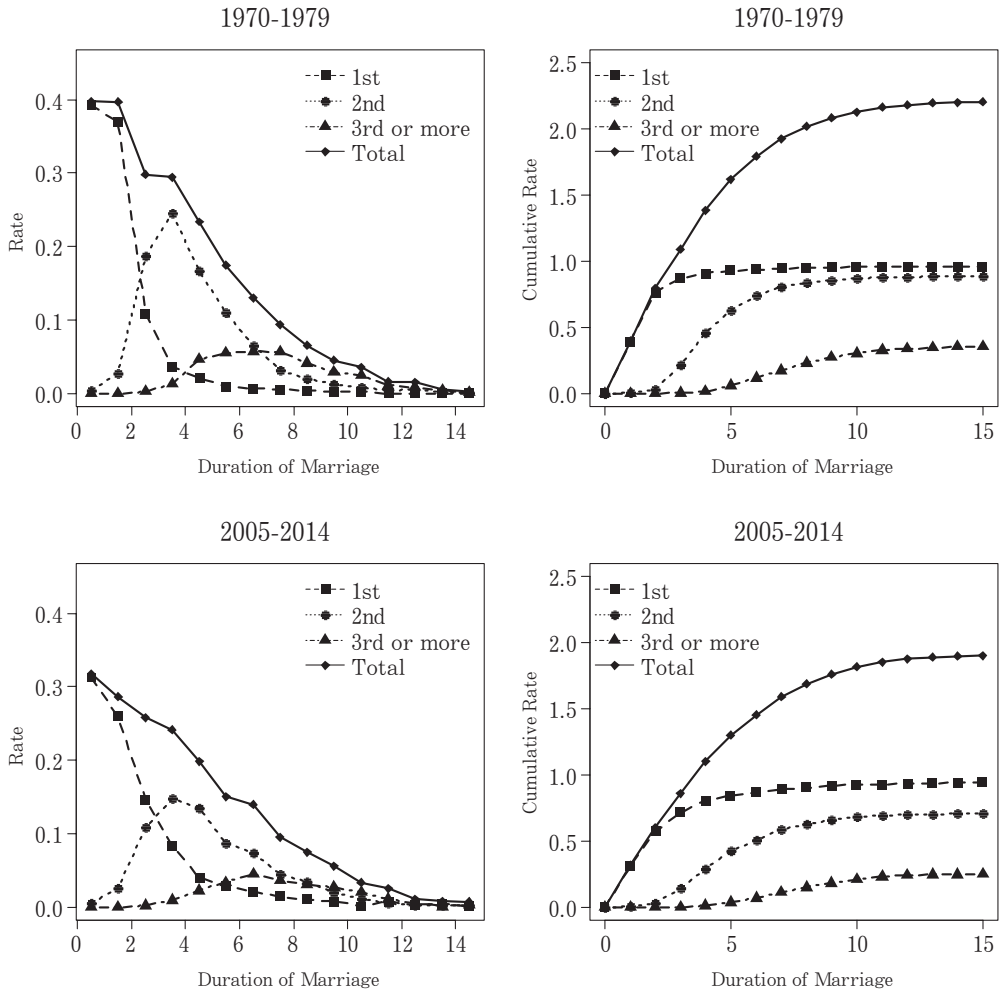 1970-1979
1st
2nd
3rd or more
Total
Rate
0.4
0.3
0.2
0.1
0.0
0 2 4 6 8 10 12 14
Duration of Marriage
1970-1979
1st
2nd
3rd or more
Total
Cumulative Rate
2.5
2.0
1.5
1.0
0.5
0.0
0 5 10 15
Duration of Marriage
2005-2014
1st
2nd
3rd or more
Total
Rate
0.4
0.3
0.2
0.1
0.0
0 2 4 6 8 10 12 14
Duration of Marriage
2005-2014
1st
2nd
3rd or more
Total
Cumulative Rate
2.5
2.0
1.5
1.0
0.5
0.0
0 5 10 15
Duration of Marriage